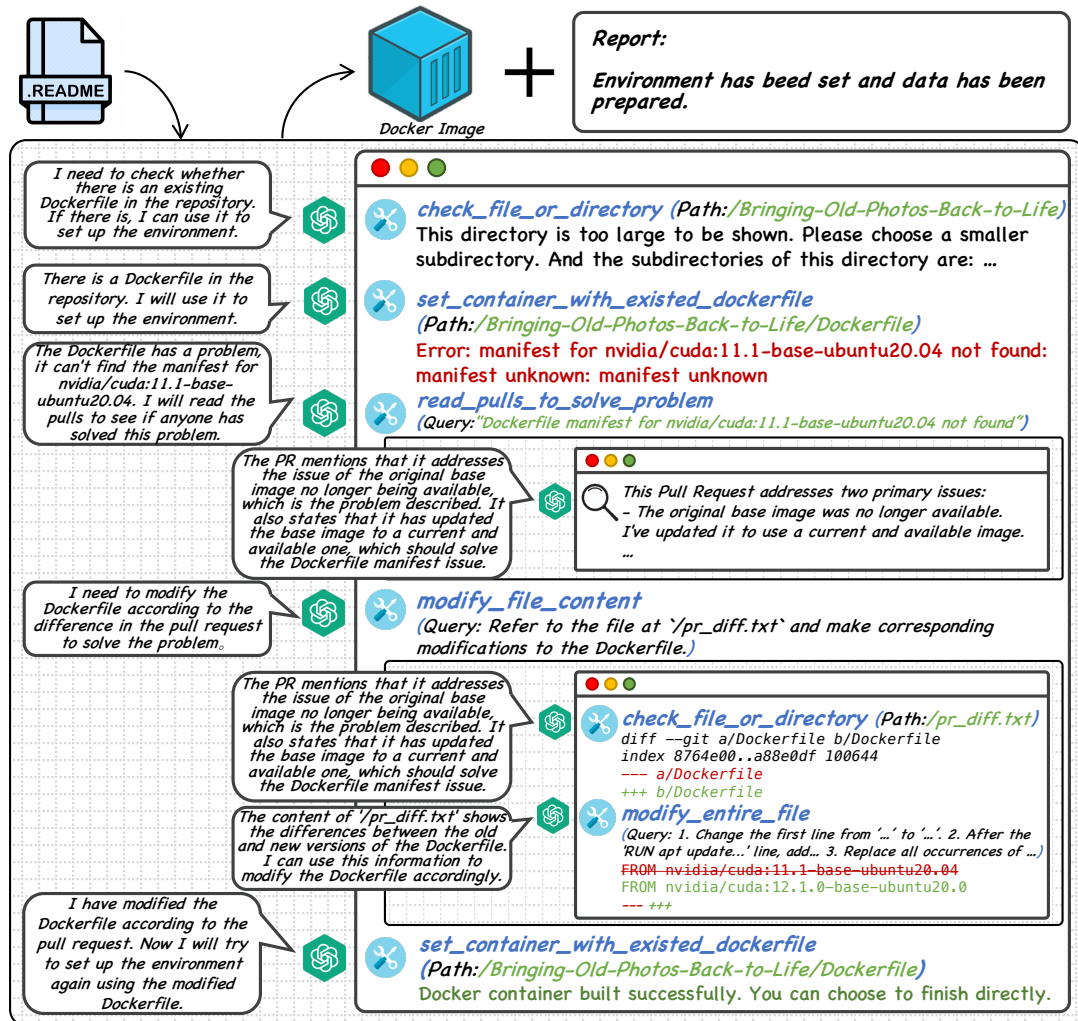 .README
Docker Image
Report:
Environment has beed set and data has been
prepared.
I need to check whether
there is an existing
Dockerfile in the repository.
If there is, I can use it to
set up the environment.
check_file_or_directory (Path:/Bringing-Old-Photos-Back-to-Life)
This directory is too large to be shown. Please choose a smaller
subdirectory. And the subdirectories of this directory are: ...
There is a Dockerfile in the
repository. I will use it to
set up the environment.
set_container_with_existed_dockerfile
(Path:/Bringing-Old-Photos-Back-to-Life/Dockerfile)
Error: manifest for nvidia/cuda:11.1-base-ubuntu20.04 not found:
manifest unknown: manifest unknown
The Dockerfile has a problem,
it can't find the manifest for
nvidia/cuda:11.1-base-
ubuntu20.04. I will read the
pulls to see if anyone has
solved this problem.
read_pulls_to_solve_problem
(Query:"Dockerfile manifest for nvidia/cuda:11.1-base-ubuntu20.04 not found")
The PR mentions that it addresses
the issue of the original base
image no longer being available,
which is the problem described. It
also states that it has updated
the base image to a current and
available one, which should solve
the Dockerfile manifest issue.
This Pull Request addresses two primary issues:
- The original base image was no longer available.
I've updated it to use a current and available image.
...
I need to modify the
Dockerfile according to the
difference in the pull request
to solve the problem。
modify_file_content
(Query: Refer to the file at `/pr_diff.txt` and make corresponding
modifications to the Dockerfile.)
The PR mentions that it addresses
the issue of the original base
image no longer being available,
which is the problem described. It
also states that it has updated
the base image to a current and
available one, which should solve
the Dockerfile manifest issue.
check_file_or_directory (Path:/pr_diff.txt)
diff --git a/Dockerfile b/Dockerfile
index 8764e00..a88e0df 100644
--- a/Dockerfile
+++ b/Dockerfile
The content of '/pr_diff.txt' shows
the differences between the old
and new versions of the Dockerfile.
I can use this information to
modify the Dockerfile accordingly.
modify_entire_file
(Query: 1. Change the first line from '...' to '...'. 2. After the
'RUN apt update...' line, add... 3. Replace all occurrences of ...)
FROM nvidia/cuda:11.1-base-ubuntu20.04
FROM nvidia/cuda:12.1.0-base-ubuntu20.0
--- +++
I have modified the
Dockerfile according to the
pull request. Now I will try
to set up the environment
again using the modified
Dockerfile.
set_container_with_existed_dockerfile
(Path:/Bringing-Old-Photos-Back-to-Life/Dockerfile)
Docker container built successfully. You can choose to finish directly.